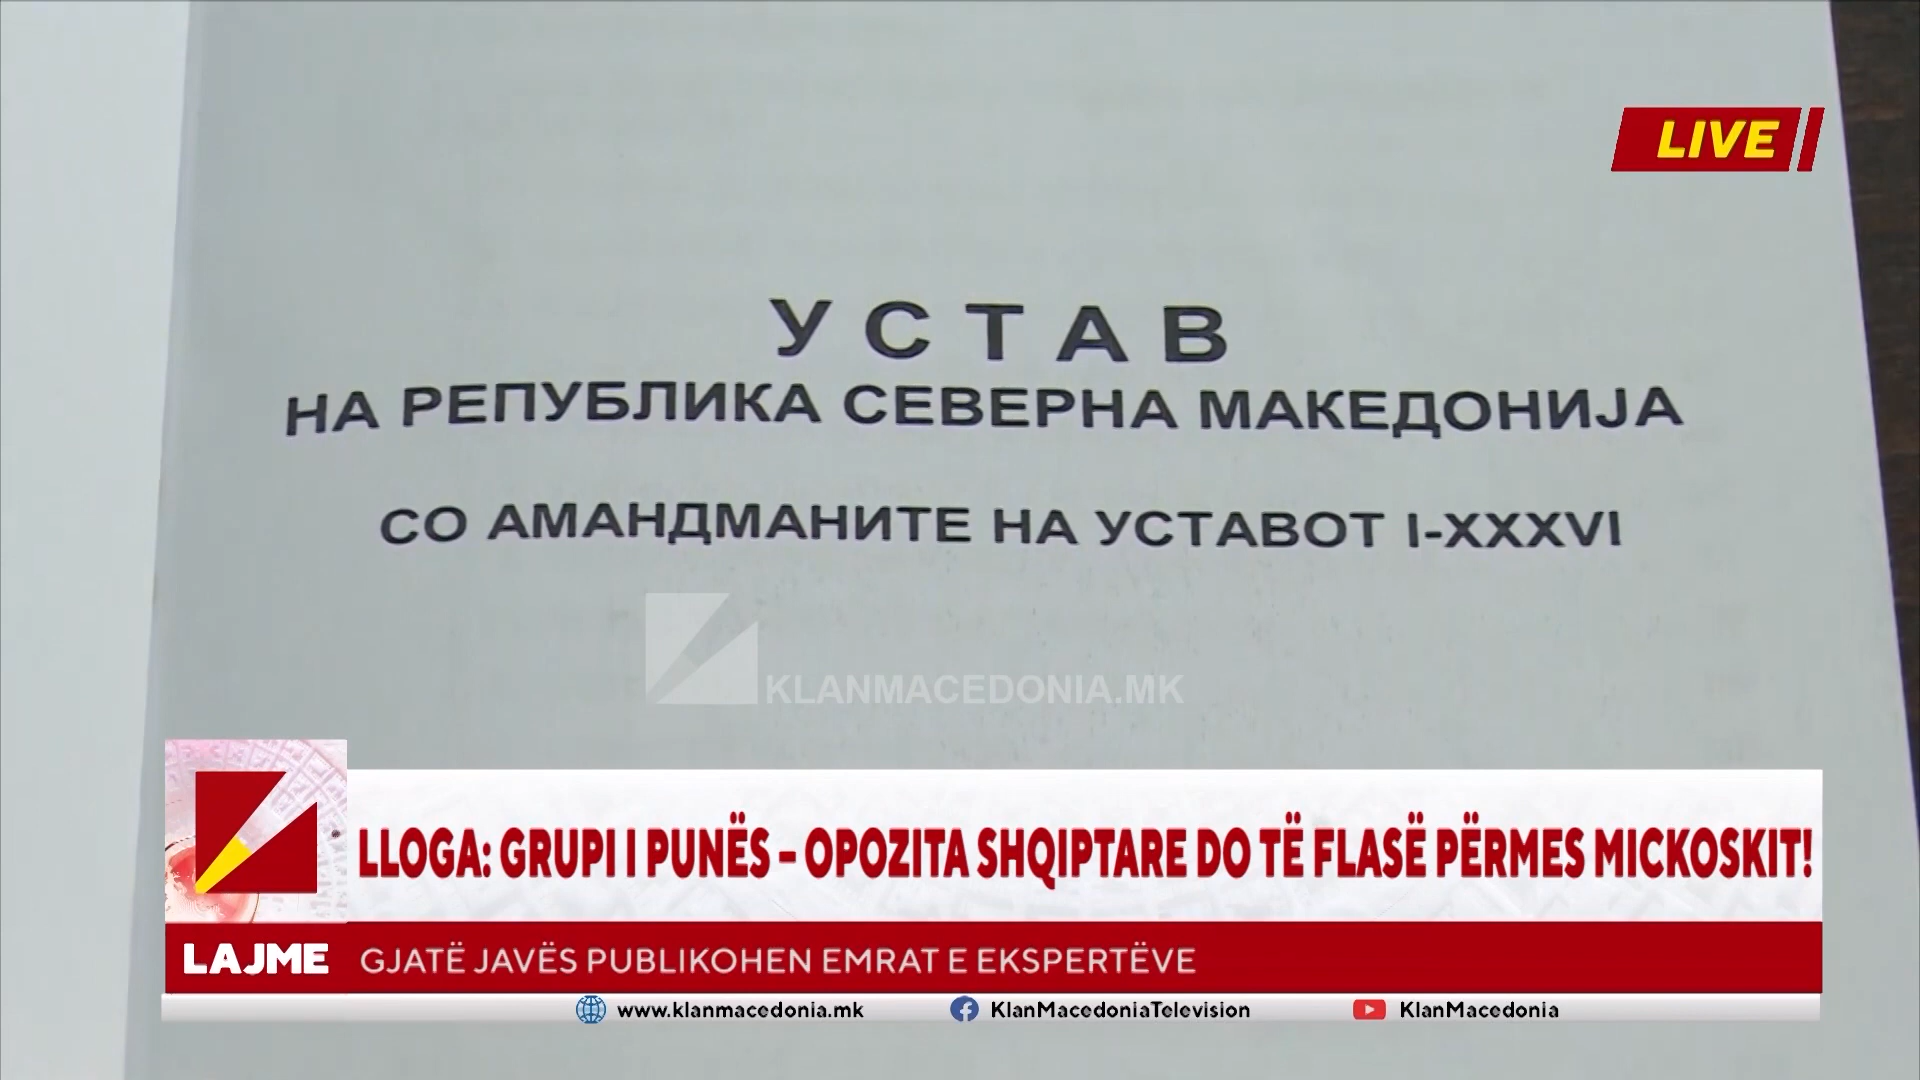 LIVE
УСТАВ
НА РЕПУБЛИКА СЕВЕРНА МАКЕДОНИЈА
СО АМАНДМАНИТЕ НА УСТАВОТ I-XXXVI
KLANMACEDONIA.MK
LLOGA: GRUPI I PUNËS – OPOZITA SHQIPTARE DO TË FLASË PËRMES MICKOSKIT!
LAJME GJATË JAVËS PUBLIKOHEN EMRAT E EKSPERTËVE
www.klanmacedonia.mk KlanMacedoniaTelevision KlanMacedonia